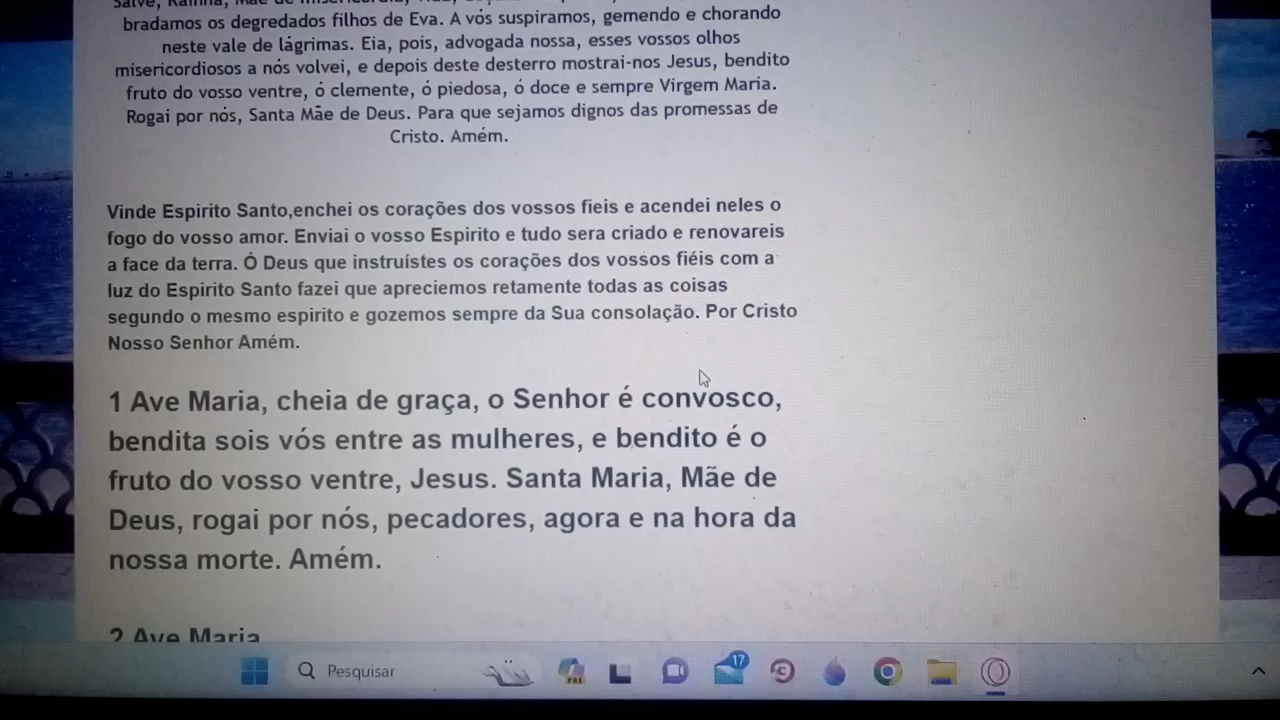 Salve, Rainha, Mãe de misericórdia, vida,
bradamos os degredados filhos de Eva. A vós suspiramos, gemendo e chorando
neste vale de lágrimas. Eia, pois, advogada nossa, esses vossos olhos
misericordiosos a nós volvei, e depois deste desterro mostrai-nos Jesus, bendito
fruto do vosso ventre, ó clemente, ó piedosa, ó doce e sempre Virgem Maria.
Rogai por nós, Santa Mãe de Deus. Para que sejamos dignos das promessas de
Cristo. Amém.
Vinde Espirito Santo,enchei os corações dos vossos fieis e acendei neles o
fogo do vosso amor. Enviai o vosso Espirito e tudo sera criado e renovareis
a face da terra. Ó Deus que instruístes os corações dos vossos fiéis com a
luz do Espirito Santo fazei que apreciemos retamente todas as coisas
segundo o mesmo espirito e gozemos sempre da Sua consolação. Por Cristo
Nosso Senhor Amém.
1 Ave Maria, cheia de graça, o Senhor é convosco,
bendita sois vós entre as mulheres, e bendito é o
fruto do vosso ventre, Jesus. Santa Maria, Mãe de
Deus, rogai por nós, pecadores, agora e na hora da
nossa morte. Amém.
2 Ave Maria
Pesquisar
PRE
17